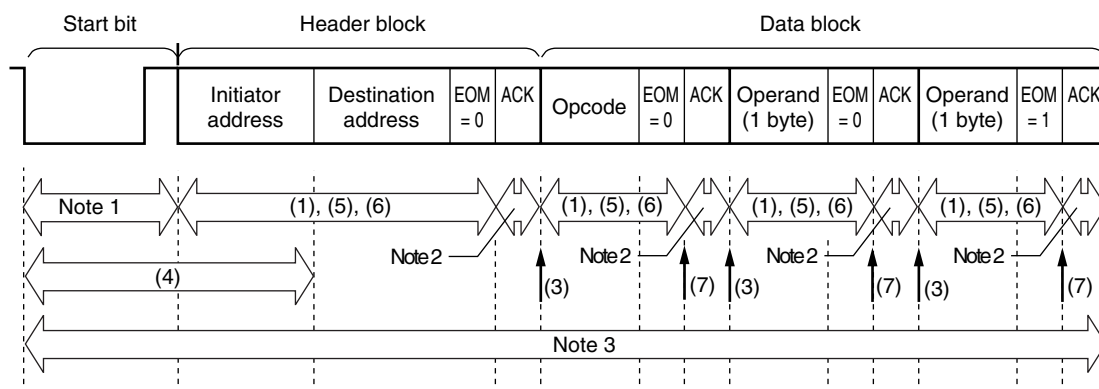 Start bit Header block Data block
Initiator address Destination address EOM = 0 ACK Opcode EOM = 0 ACK Operand (1 byte) EOM = 0 ACK Operand (1 byte) EOM = 1 ACK
Note 1 (1), (5), (6) (1), (5), (6) (1), (5), (6) (1), (5), (6)
Note 2 Note 2 Note 2 Note 2
(4) (3) (7) (3) (7) (3) (7)
Note 3